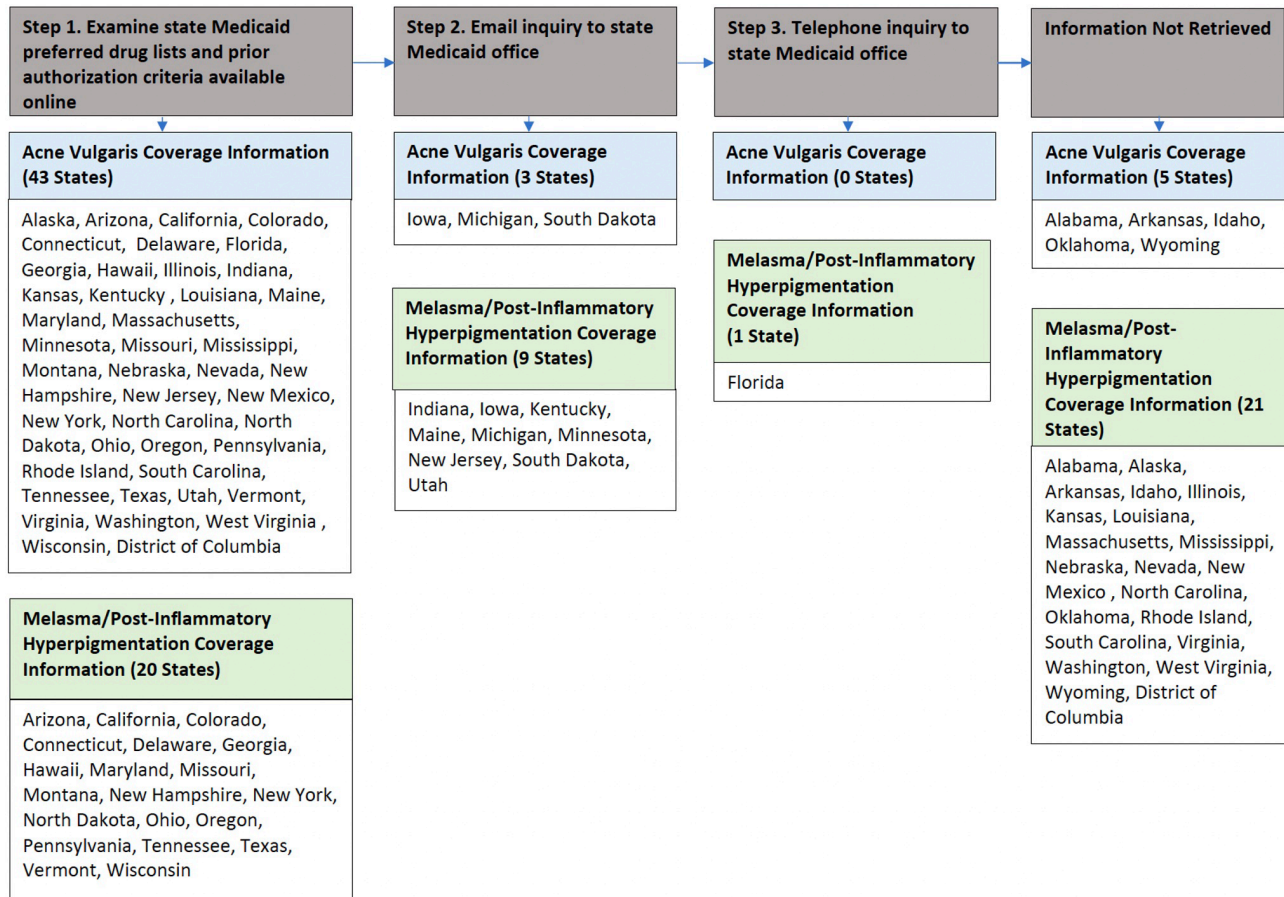 Step 1. Examine state Medicaid
preferred drug lists and prior
authorization criteria available
online
Acne Vulgaris Coverage Information
(43 States)
Alaska, Arizona, California, Colorado,
Connecticut, Delaware, Florida,
Georgia, Hawaii, Illinois, Indiana,
Kansas, Kentucky , Louisiana, Maine,
Maryland, Massachusetts,
Minnesota, Missouri, Mississippi,
Montana, Nebraska, Nevada, New
Hampshire, New Jersey, New Mexico,
New York, North Carolina, North
Dakota, Ohio, Oregon, Pennsylvania,
Rhode Island, South Carolina,
Tennessee, Texas, Utah, Vermont,
Virginia, Washington, West Virginia ,
Wisconsin, District of Columbia
Melasma/Post-Inflammatory
Hyperpigmentation Coverage
Information (20 States)
Arizona, California, Colorado,
Connecticut, Delaware, Georgia,
Hawaii, Maryland, Missouri,
Montana, New Hampshire, New York,
North Dakota, Ohio, Oregon,
Pennsylvania, Tennessee, Texas,
Vermont, Wisconsin
Step 2. Email inquiry to state
Medicaid office
Acne Vulgaris Coverage
Information (3 States)
Iowa, Michigan, South Dakota
Melasma/Post-Inflammatory
Hyperpigmentation Coverage
Information (9 States)
Indiana, Iowa, Kentucky,
Maine, Michigan, Minnesota,
New Jersey, South Dakota,
Utah
Step 3. Telephone inquiry to
state Medicaid office
Acne Vulgaris Coverage
Information (0 States)
Melasma/Post-Inflammatory
Hyperpigmentation
Coverage Information
(1 State)
Florida
Information Not Retrieved
Acne Vulgaris Coverage
Information (5 States)
Alabama, Arkansas, Idaho,
Oklahoma, Wyoming
Melasma/Post-
Inflammatory
Hyperpigmentation
Coverage Information (21
States)
Alabama, Alaska,
Arkansas, Idaho, Illinois,
Kansas, Louisiana,
Massachusetts, Mississippi,
Nebraska, Nevada, New
Mexico , North Carolina,
Oklahoma, Rhode Island,
South Carolina, Virginia,
Washington, West Virginia,
Wyoming, District of
Columbia